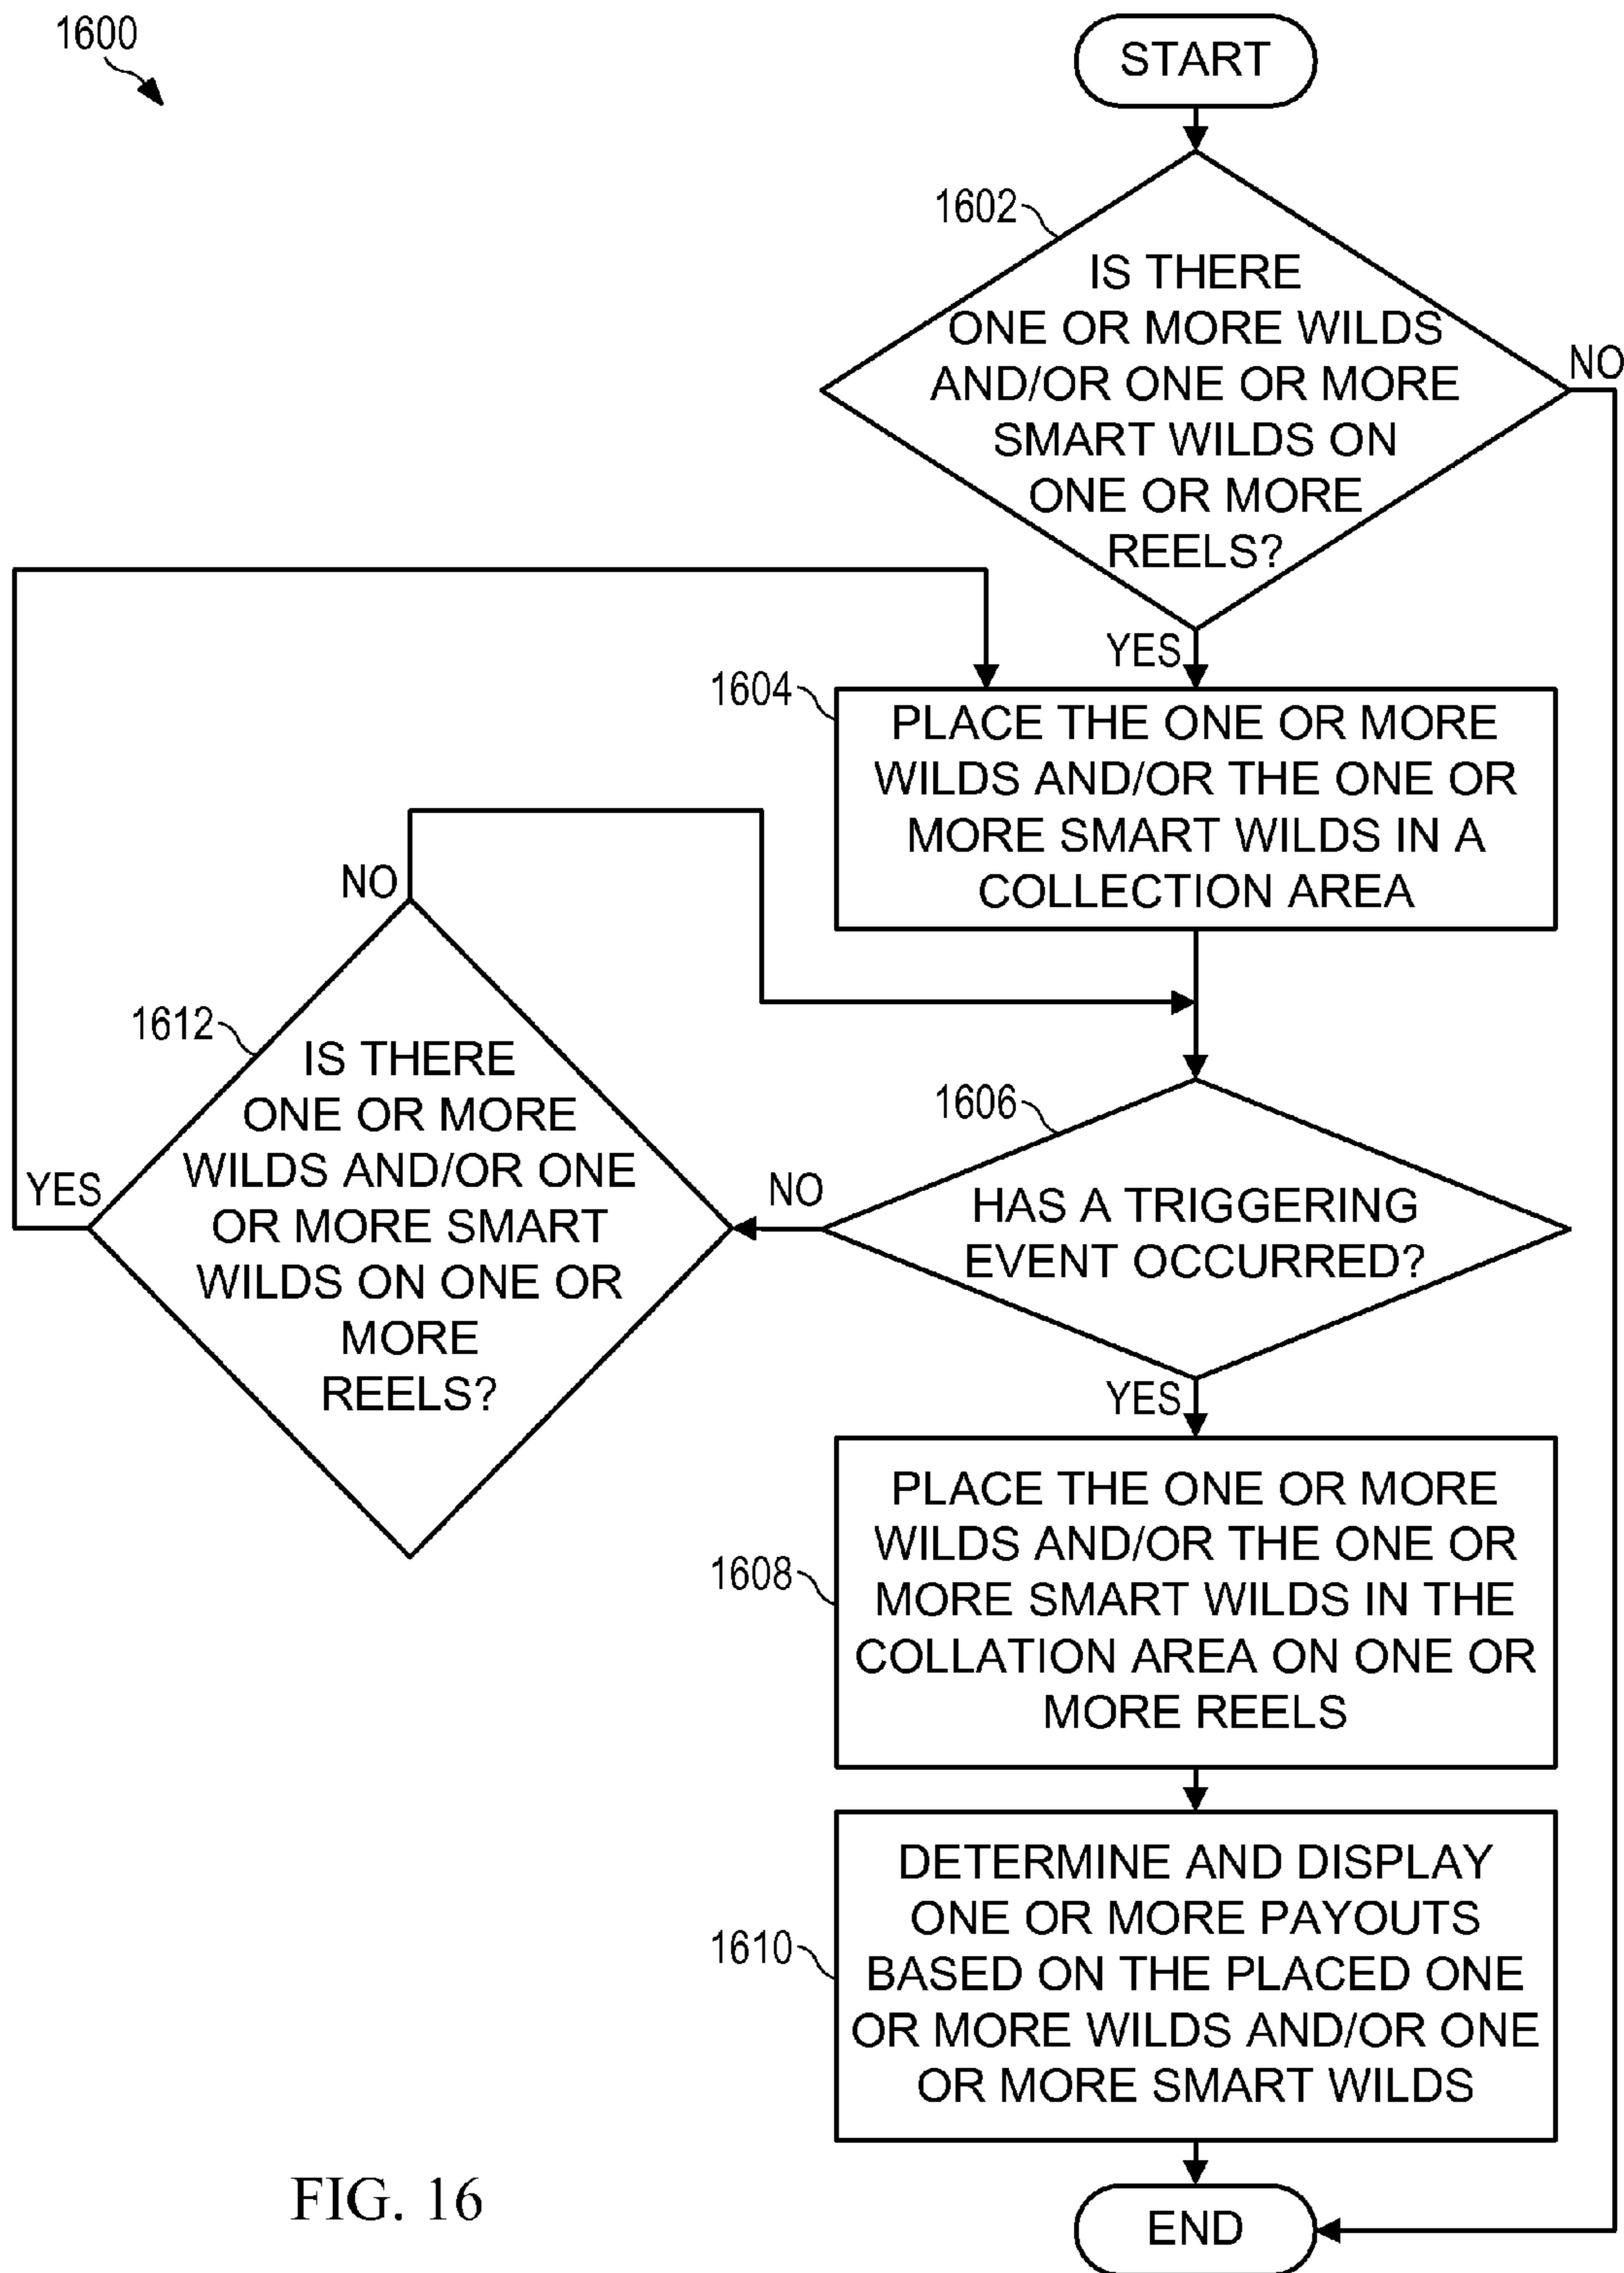 1600
START
1602
IS THERE
ONE OR MORE WILDS
AND/OR ONE OR MORE
SMART WILDS ON
ONE OR MORE
REELS?
NO
YES
1604
PLACE THE ONE OR MORE
WILDS AND/OR THE ONE OR
MORE SMART WILDS IN A
COLLECTION AREA
NO
1612
IS THERE
ONE OR MORE
WILDS AND/OR ONE
OR MORE SMART
WILDS ON ONE OR
MORE
REELS?
YES
1606
HAS A TRIGGERING
EVENT OCCURRED?
NO
YES
1608
PLACE THE ONE OR MORE
WILDS AND/OR THE ONE OR
MORE SMART WILDS IN THE
COLLATION AREA ON ONE OR
MORE REELS
1610
DETERMINE AND DISPLAY
ONE OR MORE PAYOUTS
BASED ON THE PLACED ONE
OR MORE WILDS AND/OR ONE
OR MORE SMART WILDS
END
FIG. 16